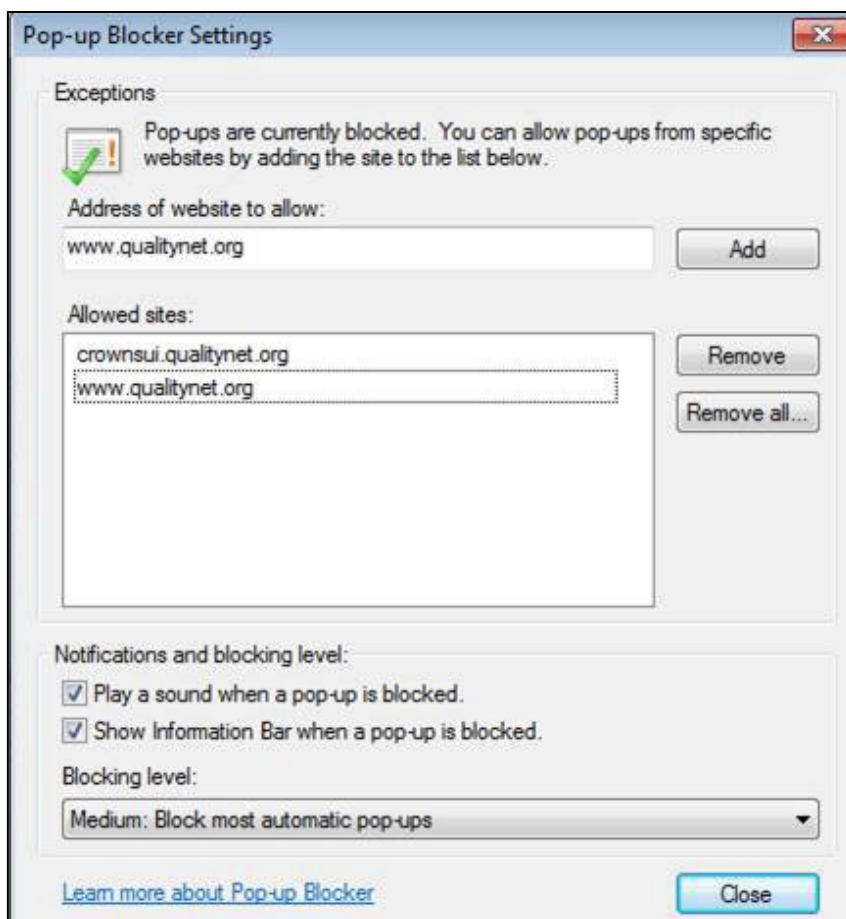 Pop-up Blocker Settings
Exceptions
Pop-ups are currently blocked. You can allow pop-ups from specific
websites by adding the site to the list below.
Address of website to allow:
www.qualitynet.org
Add
Allowed sites:
crownsui.qualitynet.org
Remove
www.qualitynet.org
Remove all...
Notifications and blocking level:
Play a sound when a pop-up is blocked.
Show Information Bar when a pop-up is blocked.
Blocking level:
Medium: Block most automatic pop-ups
Learn more about Pop-up Blocker
Close